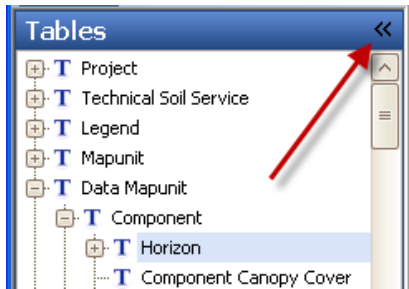 Tables «
T Project
T Technical Soil Service
T Legend
T Mapunit
T Data Mapunit
T Component
T Horizon
T Component Canopy Cover